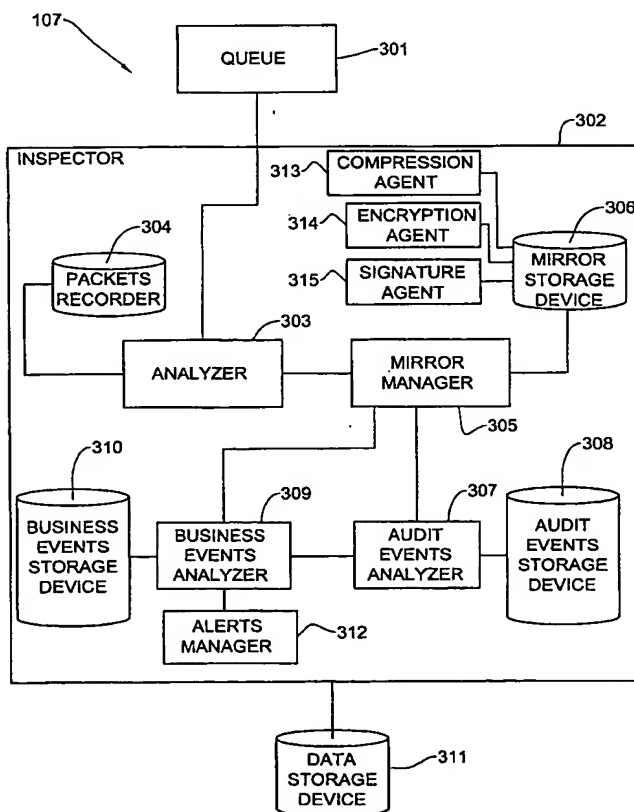 107
QUEUE
301
302
INSPECTOR
313
COMPRESSION
AGENT
314
ENCRYPTION
AGENT
315
SIGNATURE
AGENT
306
MIRROR
STORAGE
DEVICE
304
PACKETS
RECORDER
303
ANALYZER
MIRROR
MANAGER
305
310
BUSINESS
EVENTS
STORAGE
DEVICE
309
BUSINESS
EVENTS
ANALYZER
307
AUDIT
EVENTS
ANALYZER
308
AUDIT
EVENTS
STORAGE
DEVICE
ALERTS
MANAGER
312
DATA
STORAGE
DEVICE
311